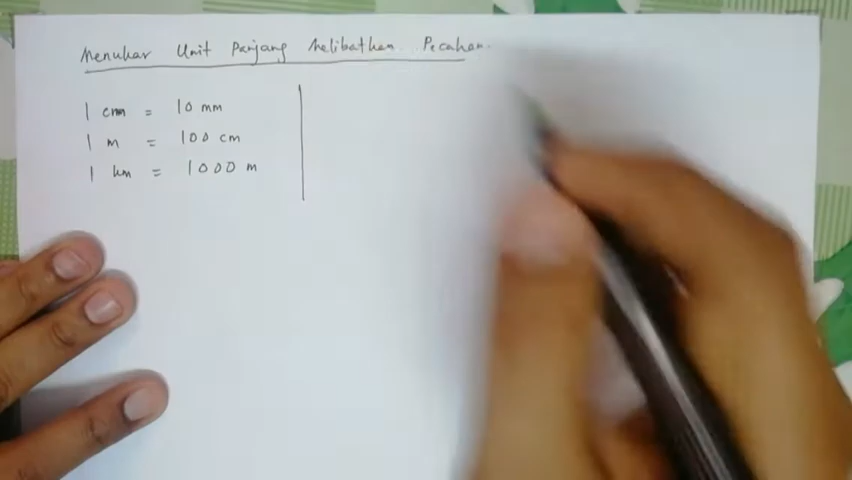 Menukar Unit Panjang Melibatkan Pecahan.
1 cm = 10 mm
1 m = 100 cm
1 km = 1000 m